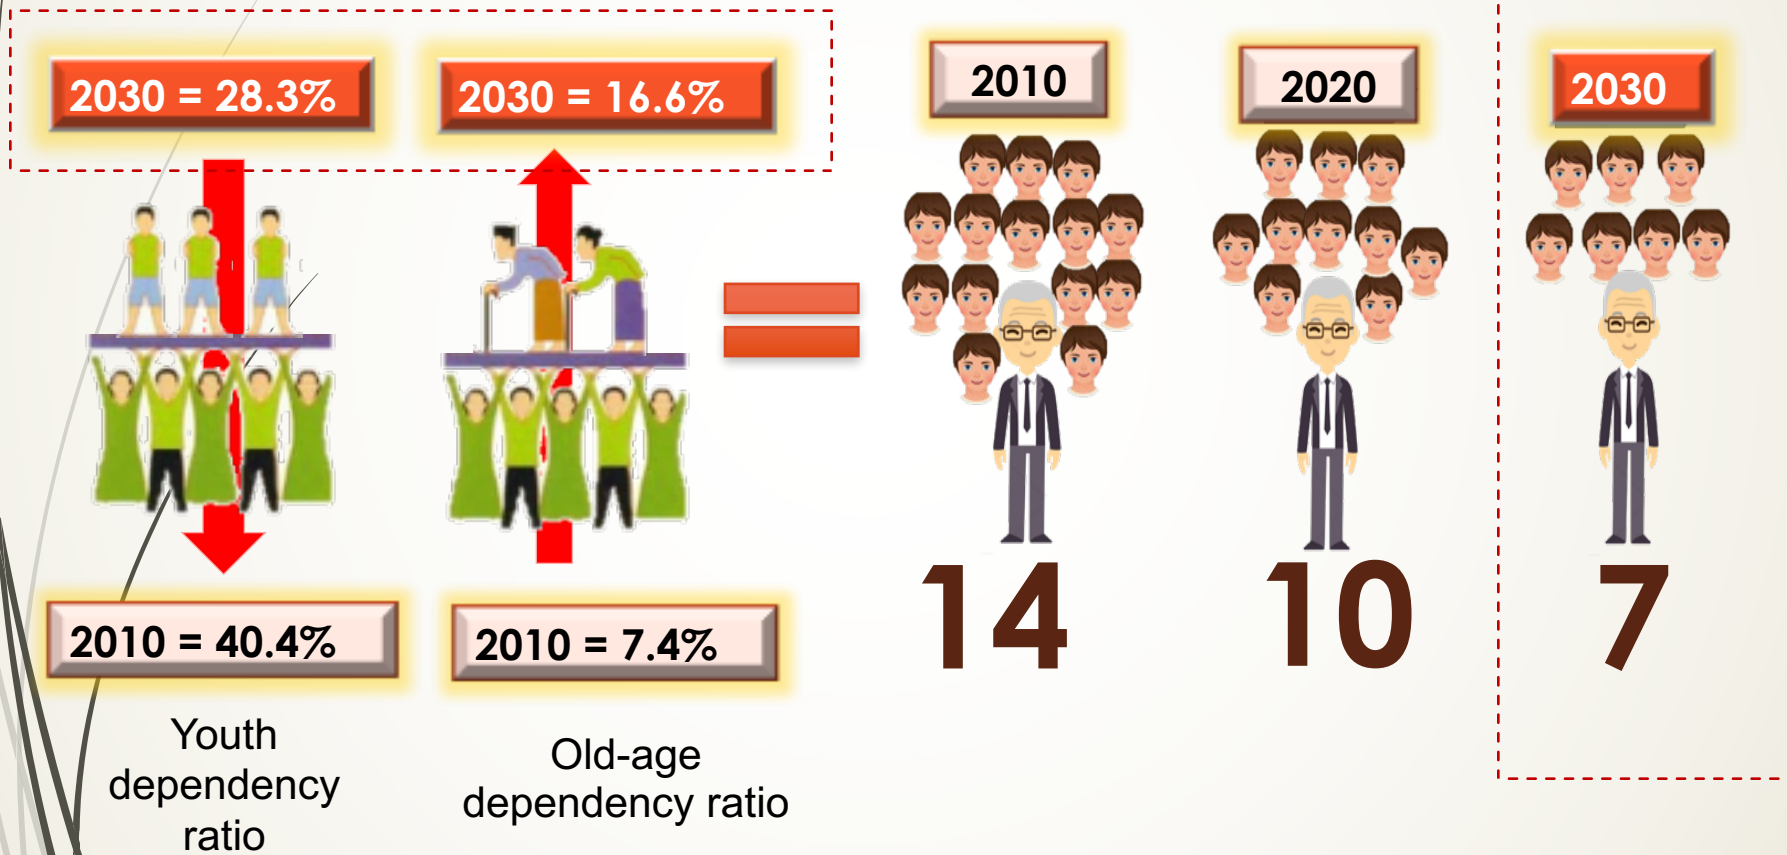 2030 = 28.3%
2030 = 16.6%
2010 = 40.4%
2010 = 7.4%
Youth
dependency
ratio
Old-age
dependency ratio
2010
2020
2030
14
10
7